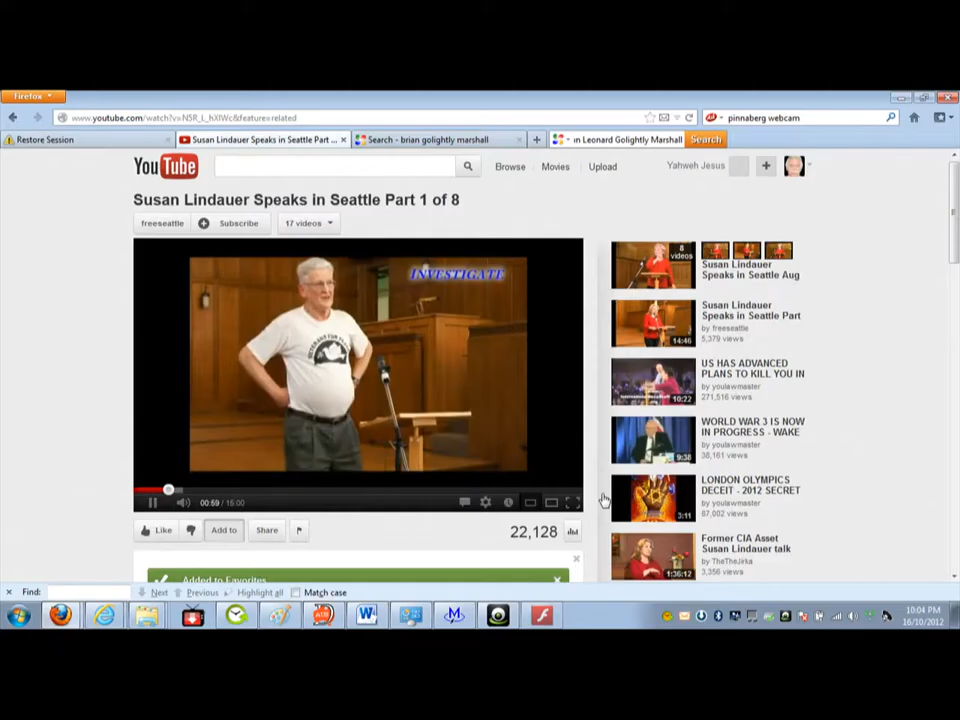 Firefox
www.youtube.com/watch?v=N5R_L_hXIWc&feature=related
pinnaberg webcam
Restore Session
Susan Lindauer Speaks in Seattle Part ...
Search - brian golightly marshall
in Leonard Golightly Marshall
Search
YouTube
Browse
Movies
Upload
Yahweh Jesus
Susan Lindauer Speaks in Seattle Part 1 of 8
freeseattle
Subscribe
17 videos
INVESTIGATE
VETERANS FOR
00:59 / 15:00
Like
Add to
Share
22,128
Added to Favorites
8
videos
Susan Lindauer
Speaks in Seattle Aug
14:46
Susan Lindauer
Speaks in Seattle Part
by freeseattle
5,379 views
10:22
US HAS ADVANCED
PLANS TO KILL YOU IN
by youlawmaster
271,516 views
9:38
WORLD WAR 3 IS NOW
IN PROGRESS - WAKE
by youlawmaster
38,161 views
3:11
LONDON OLYMPICS
DECEIT - 2012 SECRET
by youlawmaster
87,002 views
1:36:12
Former CIA Asset
Susan Lindauer talk
by TheTheJirsa
3,356 views
Find:
Next
Previous
Highlight all
Match case
10:04 PM
16/10/2012